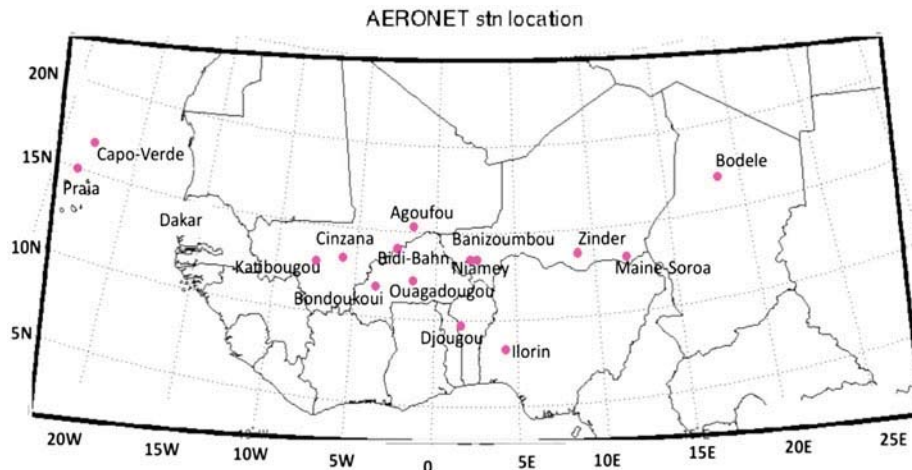 AERONET stn location
20N
15N
10N
5N
Capo-Verde
Praia
Dakar
Bodele
Agoufou
Cinzana
Banizoumbou
Zinder
Bidi-Bahn
Niamey
Maine-Soroa
Katibougou
Bondoukoui
Ouagadougou
Djougou
Ilorin
20W
15W
10W
5W
0
5E
10E
15E
20E
25E